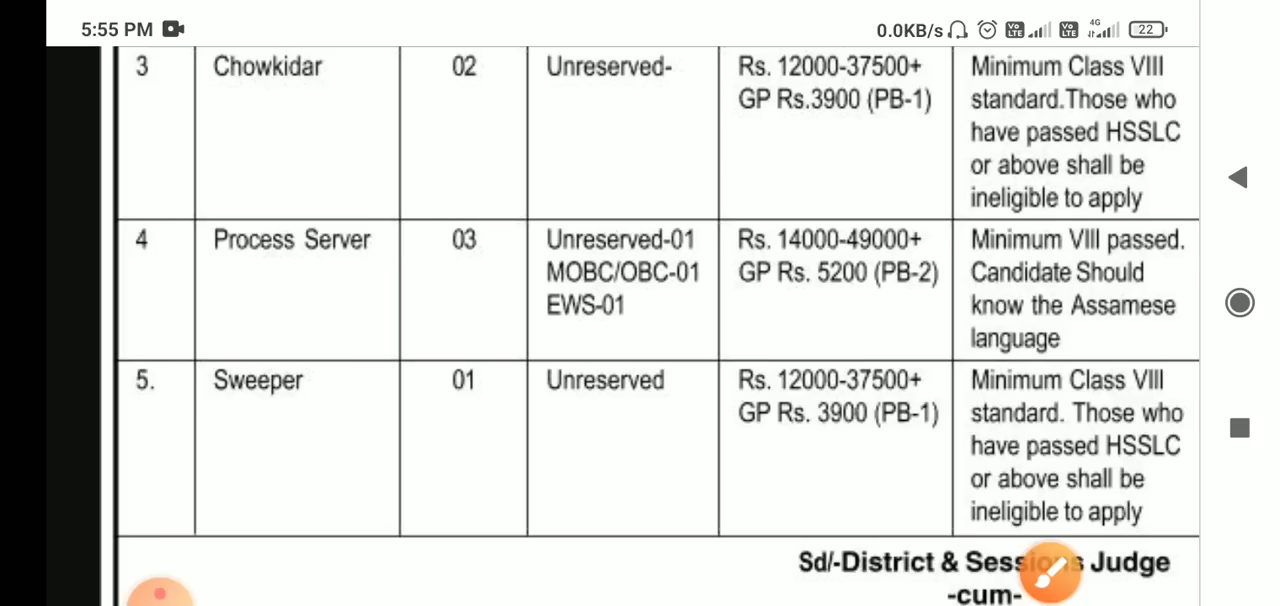 5:55 PM
0.0KB/s
Vo LTE
Vo LTE
4G
22
3 Chowkidar 02 Unreserved- Rs. 12000-37500+ Minimum Class VIII
GP Rs.3900 (PB-1) standard.Those who
have passed HSSLC
or above shall be
ineligible to apply
4 Process Server 03 Unreserved-01 Rs. 14000-49000+ Minimum VIII passed.
MOBC/OBC-01 GP Rs. 5200 (PB-2) Candidate Should
EWS-01 know the Assamese
language
5. Sweeper 01 Unreserved Rs. 12000-37500+ Minimum Class VIII
GP Rs. 3900 (PB-1) standard. Those who
have passed HSSLC
or above shall be
ineligible to apply
Sd/-District & Sessions Judge
-cum-